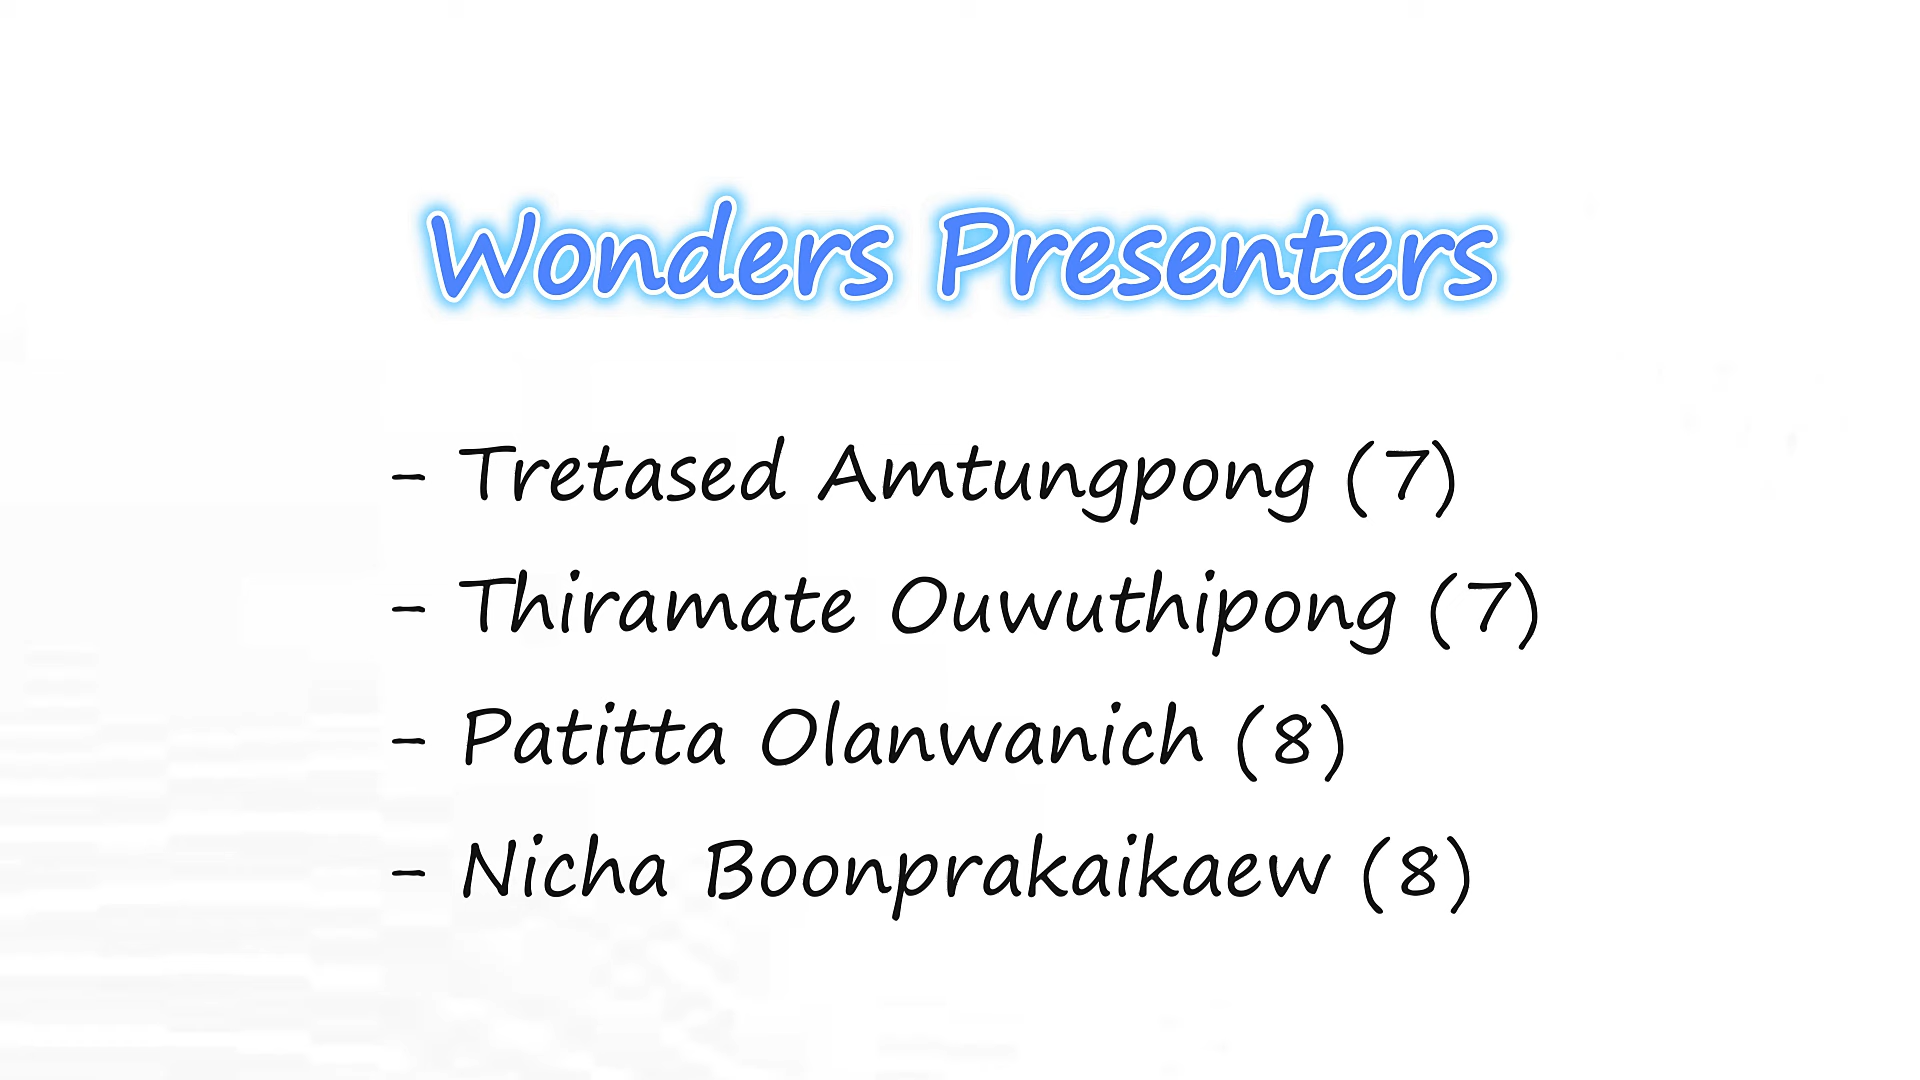 Wonders Presenters
- Tretased Amtungpong (7)
- Thiramate Ouwuthipong (7)
- Patitta Olanwanich (8)
- Nicha Boonprakaikaew (8)